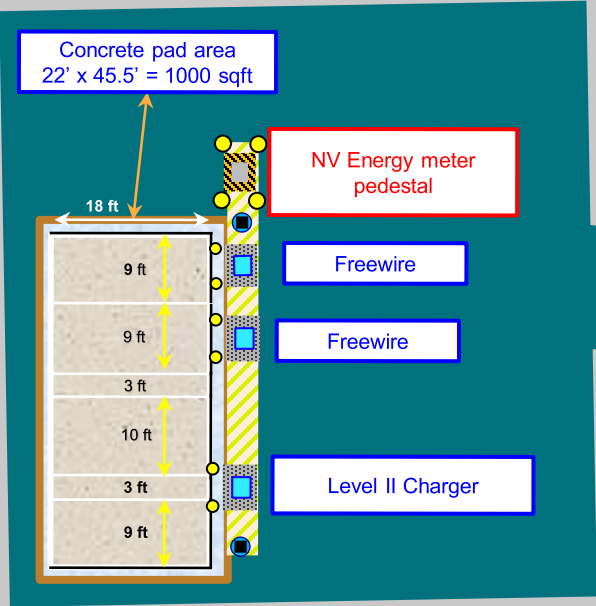 Concrete pad area
22' x 45.5' = 1000 sqft
NV Energy meter
pedestal
18 ft
9 ft
Freewire
9 ft
Freewire
3 ft
10 ft
3 ft
Level II Charger
9 ft